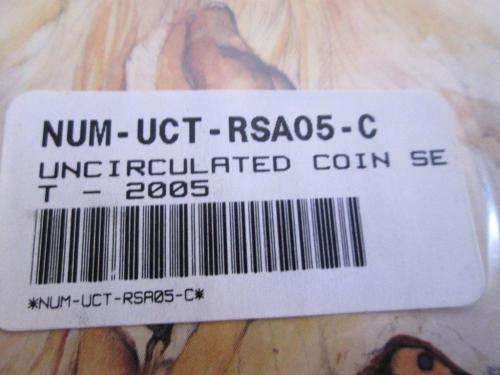 NUM-UCT-RSA05-C
UNCIRCULATED COIN SE
T - 2005
*NUM-UCT-RSA05-C*